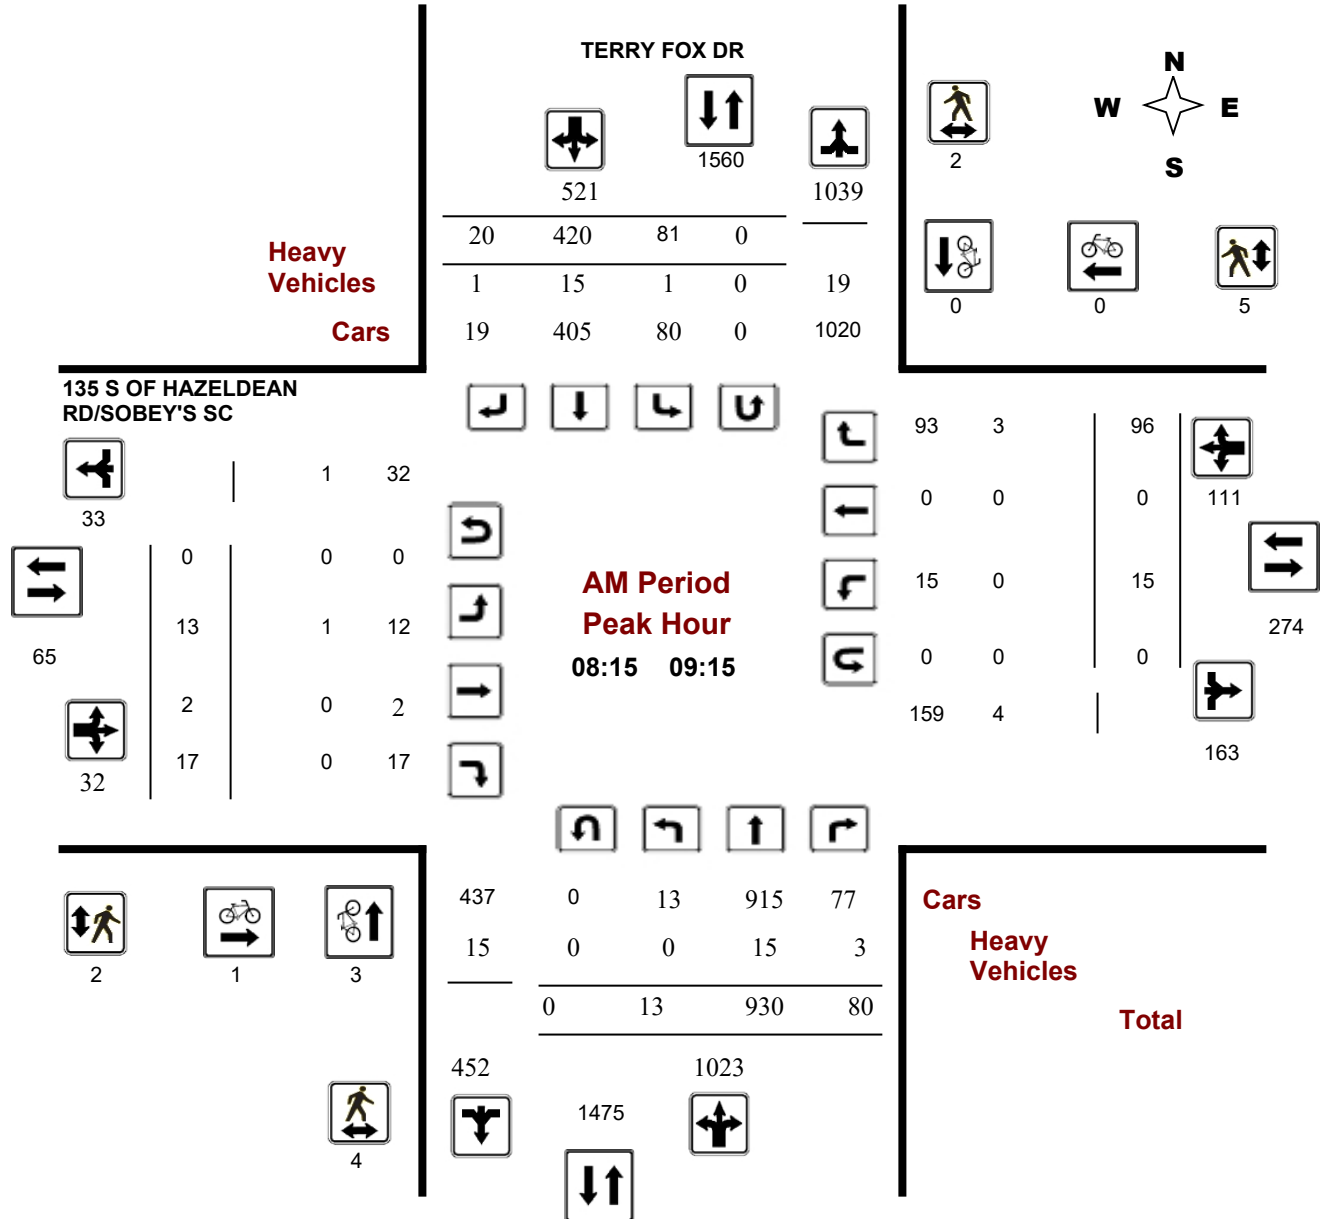 TERRY FOX DR
N
W E
S
1560
2
521 1039
20 420 81 0
Heavy
Vehicles 1 15 1 0 19
0 0 5
Cars 19 405 80 0 1020
135 S OF HAZELDEAN
RD/SOBEY'S SC
93 3 96
1 32
0 0 0 111
33
0 0 0
AM Period
15 0 15
13 1 12
Peak Hour
274
65
08:15 09:15
0 0 0
2 0 2
159 4
163
17 0 17
32
437 0 13 915 77 Cars
15 0 0 15 3 Heavy
Vehicles
2 1 3
0 13 930 80 Total
452 1023
1475
4